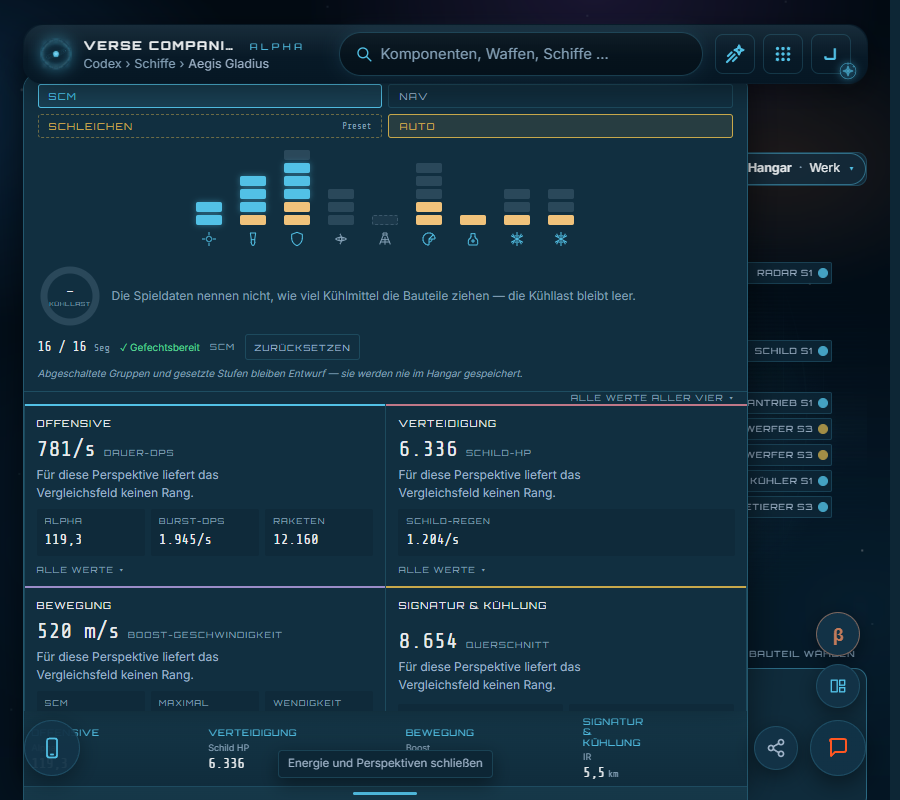 VERSE COMPANI… ALPHA
Codex › Schiffe › Aegis Gladius
Komponenten, Waffen, Schiffe ...
SCM
NAV
SCHLEICHEN Preset
AUTO
Hangar · Werk
RADAR S1
SCHILD S1
ANTRIEB S1
WERFER S3
WERFER S3
KÜHLER S1
ETIERER S1
–
KÜHLLAST
Die Spieldaten nennen nicht, wie viel Kühlmittel die Bauteile ziehen — die Kühllast bleibt leer.
16 / 16 Seg ✓ Gefechtsbereit SCM ZURÜCKSETZEN
Abgeschaltete Gruppen und gesetzte Stufen bleiben Entwurf — sie werden nie im Hangar gespeichert.
ALLE WERTE ALLER VIER
OFFENSIVE
781/s DAUER-DPS
Für diese Perspektive liefert das
Vergleichsfeld keinen Rang.
ALPHA
119,3
BURST-DPS
1.945/s
RAKETEN
12.160
ALLE WERTE
VERTEIDIGUNG
6.336 SCHILD-HP
Für diese Perspektive liefert das
Vergleichsfeld keinen Rang.
SCHILD-REGEN
1.204/s
ALLE WERTE
BEWEGUNG
520 m/s BOOST-GESCHWINDIGKEIT
Für diese Perspektive liefert das
Vergleichsfeld keinen Rang.
SCM
MAXIMAL
WENDIGKEIT
SIGNATUR & KÜHLUNG
8.654 QUERSCHNITT
Für diese Perspektive liefert das
Vergleichsfeld keinen Rang.
β
BAUTEIL
VERTEIDIGUNG
Schild HP
6.336
BEWEGUNG
Boost
SIGNATUR
&
KÜHLUNG
IR
5,5 km
Energie und Perspektiven schließen